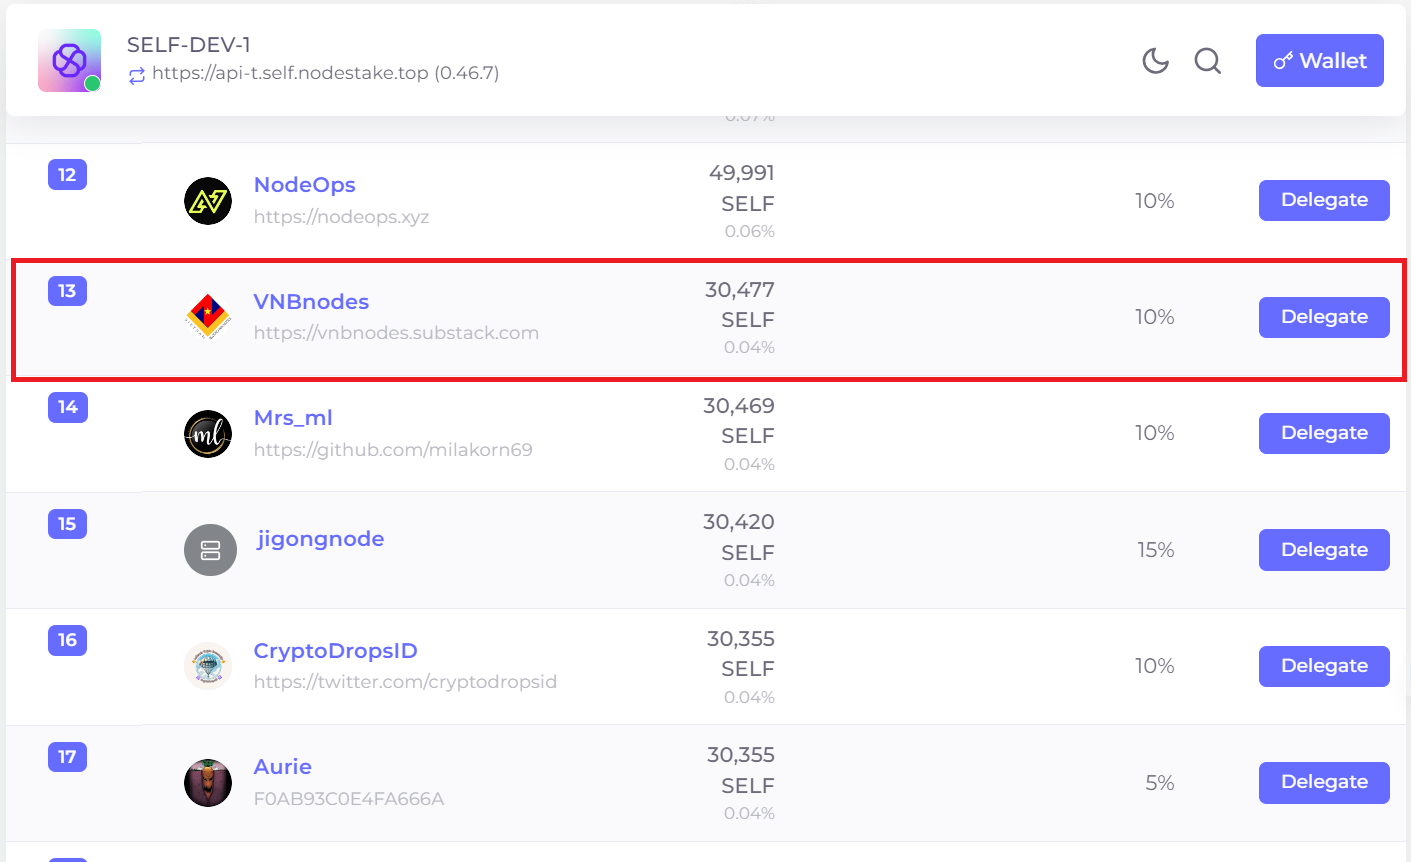 SELF-DEV-1
https://api-t.self.nodestake.top (0.46.7)
Wallet
0.07%
12
NodeOps
https://nodeops.xyz
49,991
SELF
0.06%
10%
Delegate
13
VNBnodes
https://vnbnodes.substack.com
30,477
SELF
0.04%
10%
Delegate
14
ml
Mrs_ml
https://github.com/milakorn69
30,469
SELF
0.04%
10%
Delegate
15
jigongnode
30,420
SELF
0.04%
15%
Delegate
16
CryptoDropsID
https://twitter.com/cryptodropsid
30,355
SELF
0.04%
10%
Delegate
17
Aurie
F0AB93C0E4FA666A
30,355
SELF
0.04%
5%
Delegate